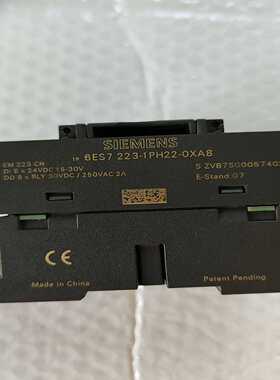 SIEMENS
EM 223 CN
1P 6ES7 223-1PH22-0XA8
DI 8 x 24VDC 15-30V
DO 8 x RLY 30VDC / 250VAC 2A
E-Stand:07
CE
Made in China
Patent Pending